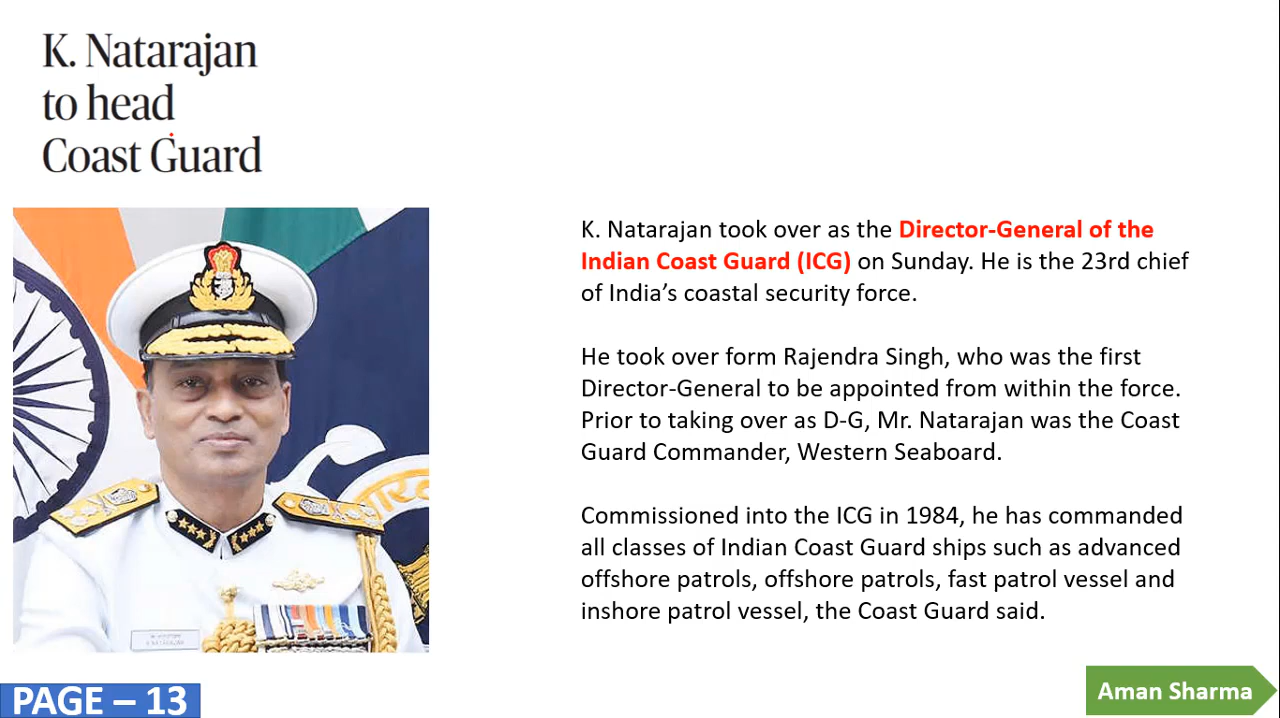 K. Natarajan
to head
Coast Guard
K. Natarajan took over as the Director-General of the
Indian Coast Guard (ICG) on Sunday. He is the 23rd chief
of India’s coastal security force.
He took over form Rajendra Singh, who was the first
Director-General to be appointed from within the force.
Prior to taking over as D-G, Mr. Natarajan was the Coast
Guard Commander, Western Seaboard.
Commissioned into the ICG in 1984, he has commanded
all classes of Indian Coast Guard ships such as advanced
offshore patrols, offshore patrols, fast patrol vessel and
inshore patrol vessel, the Coast Guard said.
PAGE – 13
Aman Sharma